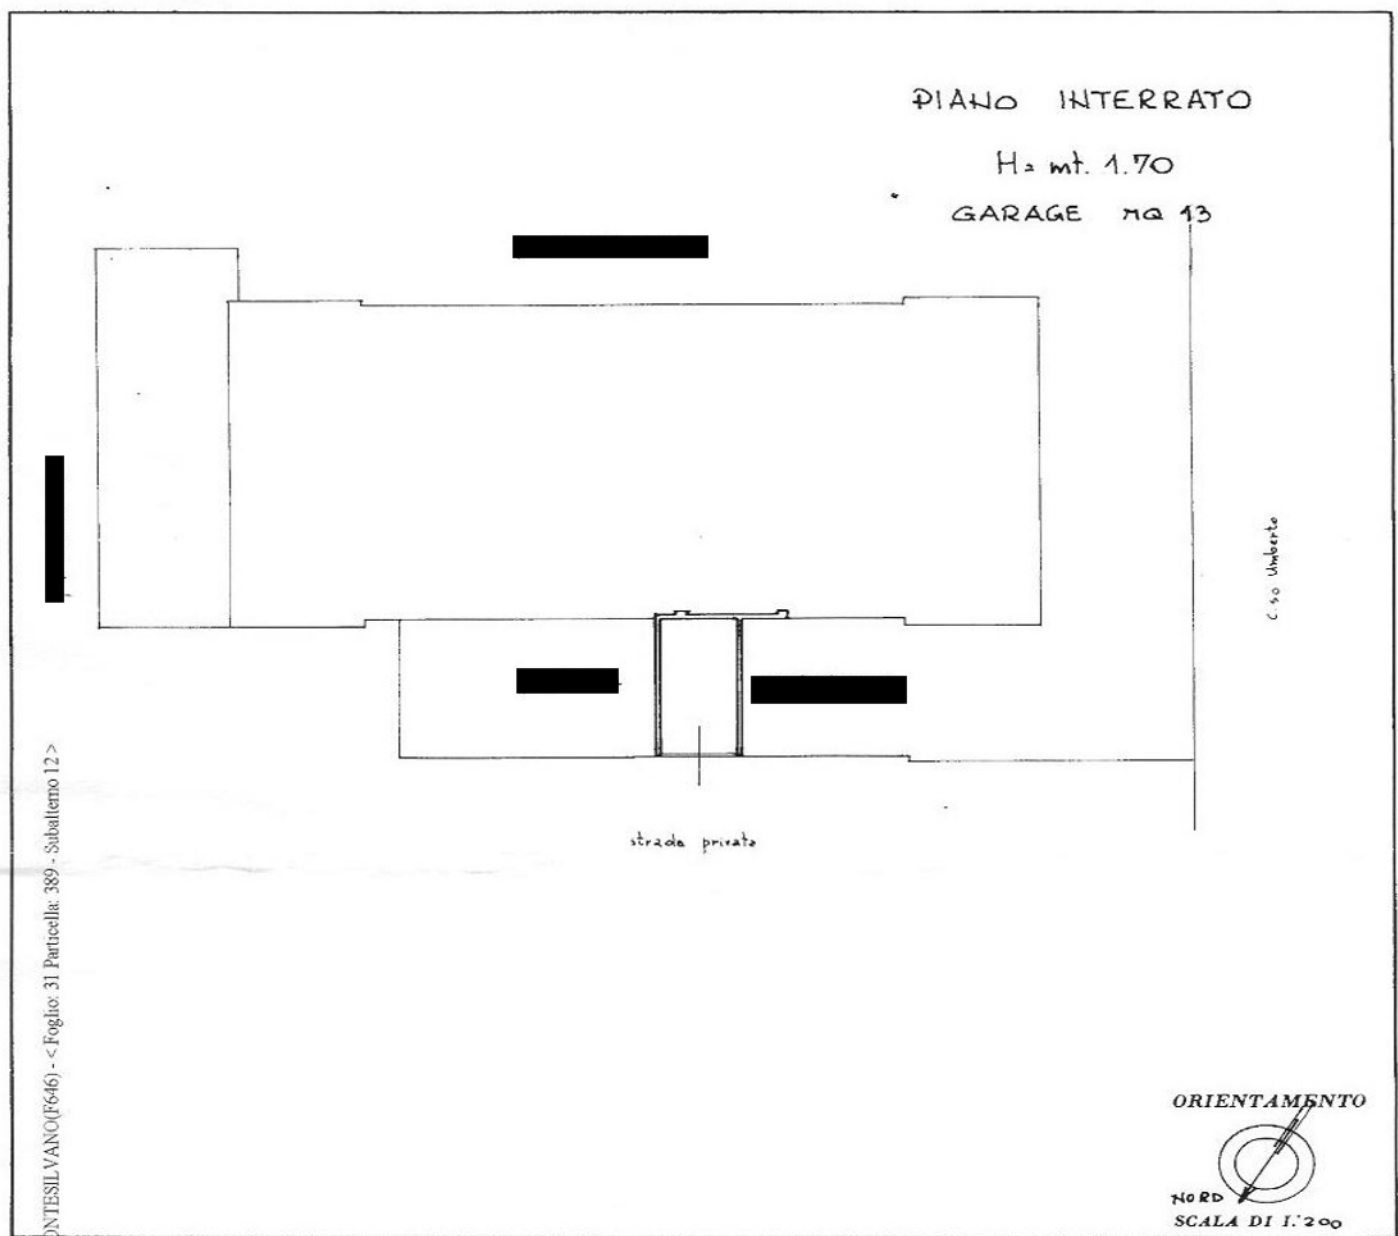 PIANO INTERRATO
H= mt. 1.70
GARAGE MQ 13
C.so Umberto
strada privata
ONTESILVANO(F646) - < Foglio: 31 Particella: 389 - Subalterno 12 >
ORIENTAMENTO
NORD
SCALA DI 1:200